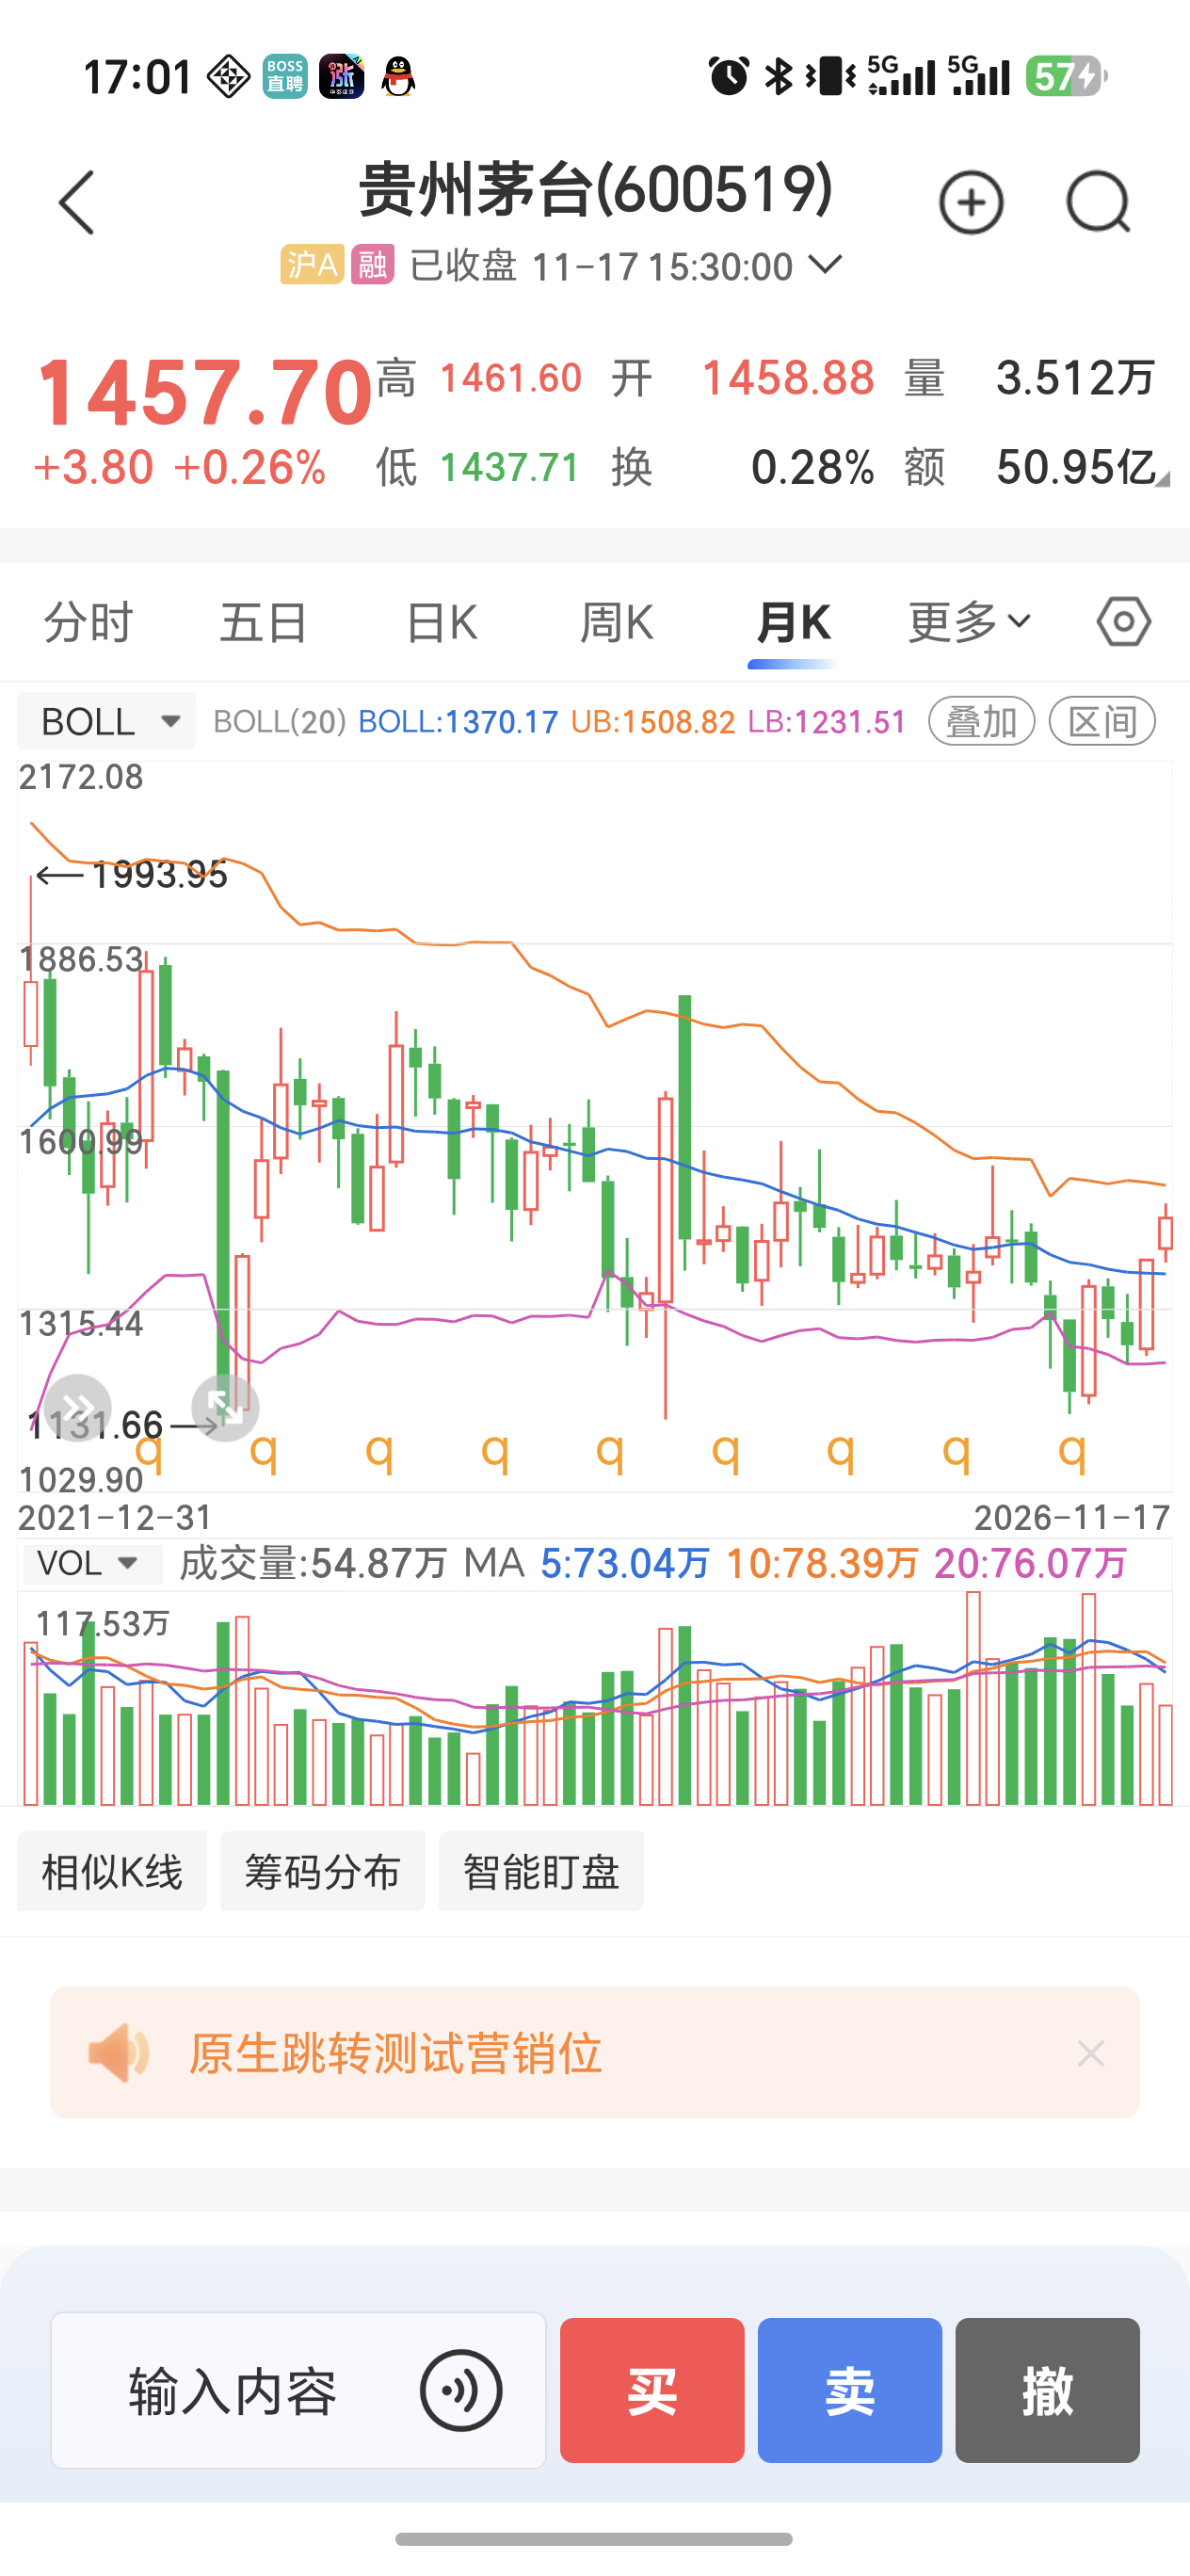 17:01 BOSS 直聘 涨 5G 5G 57
贵州茅台(600519)
沪A 融 已收盘 11-17 15:30:00
1457.70 高 1461.60 开 1458.88 量 3.512万
+3.80 +0.26% 低 1437.71 换 0.28% 额 50.95亿
分时 五日 日K 周K 月K 更多
BOLL BOLL(20) BOLL:1370.17 UB:1508.82 LB:1231.51 叠加 区间
2172.08
1993.95
1886.53
1600.99
1315.44
1131.66
q q q q q q q q q
1029.90
2021-12-31 2026-11-17
VOL 成交量:54.87万 MA 5:73.04万 10:78.39万 20:76.07万
117.53万
相似K线 筹码分布 智能盯盘
原生跳转测试营销位
输入内容 买 卖 撤